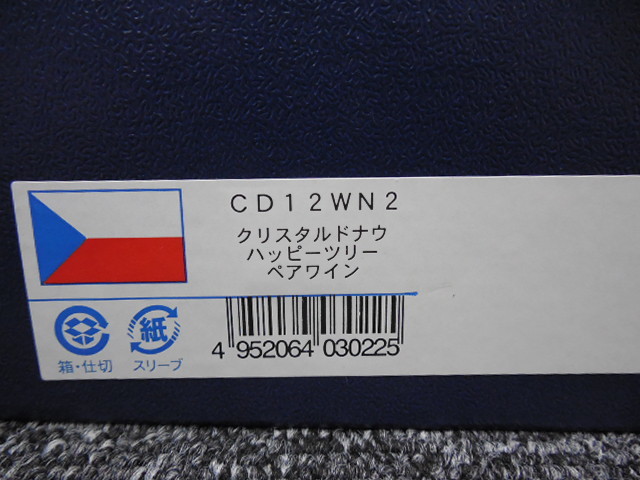 CD12WN2
クリスタルドナウ
ハッピーツリー
ペアワイン
紙
箱・仕切 スリーブ
4 952064 030225